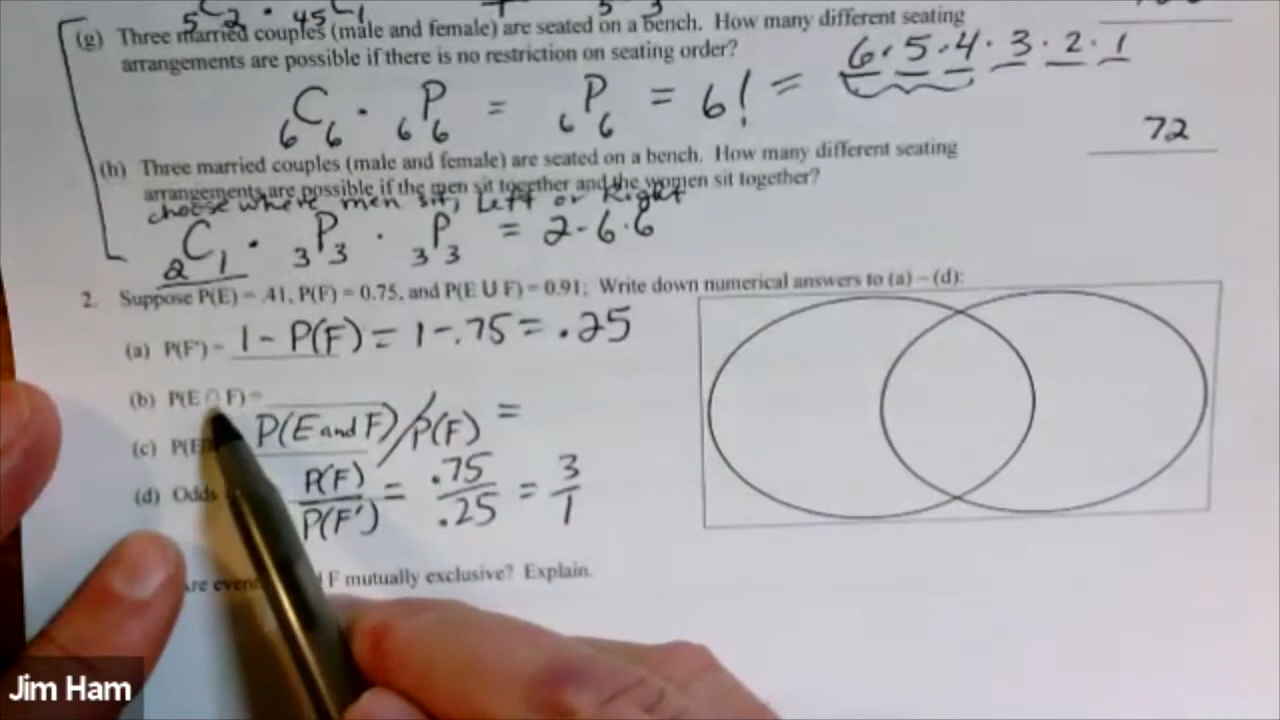 5C2 · 45C1
(g) Three married couples (male and female) are seated on a bench. How many different seating
arrangements are possible if there is no restriction on seating order?
6·5·4·3·2·1
6C6 · 6P6 = 6P6 = 6! =
72
(h) Three married couples (male and female) are seated on a bench. How many different seating
arrangements are possible if the men sit together and the women sit together?
choose where men sit, Left or Right
2C1 · 3P3 · 3P3 = 2·6·6
2. Suppose P(E) = .41, P(F) = 0.75, and P(E U F) = 0.91; Write down numerical answers to (a) – (d):
(a) P(F') = 1 - P(F) = 1-.75 = .25
(b) P(E ∩ F) =
(c) P(E P(E and F)/P(F) =
(d) Odds P(F)/P(F') = .75/.25 = 3/1
F mutually exclusive? Explain.
Jim Ham